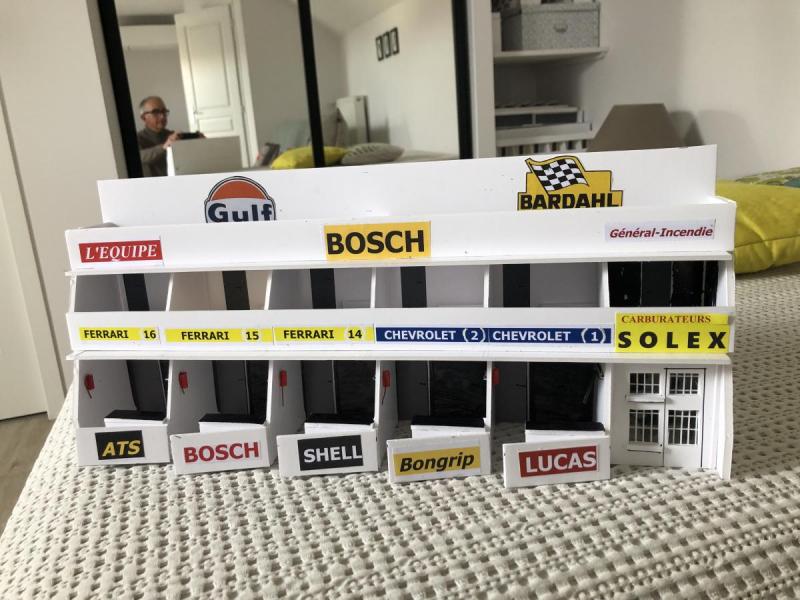 Gulf
BARDAHL
L'EQUIPE
BOSCH
Général-Incendie
FERRARI 16
FERRARI 15
FERRARI 14
CHEVROLET (2)
CHEVROLET (1)
CARBURATEURS
SOLEX
ATS
BOSCH
SHELL
Bongrip
LUCAS